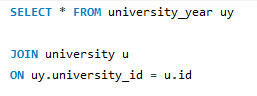 SELECT * FROM university_year uy
JOIN university u
ON uy.university_id = u.id